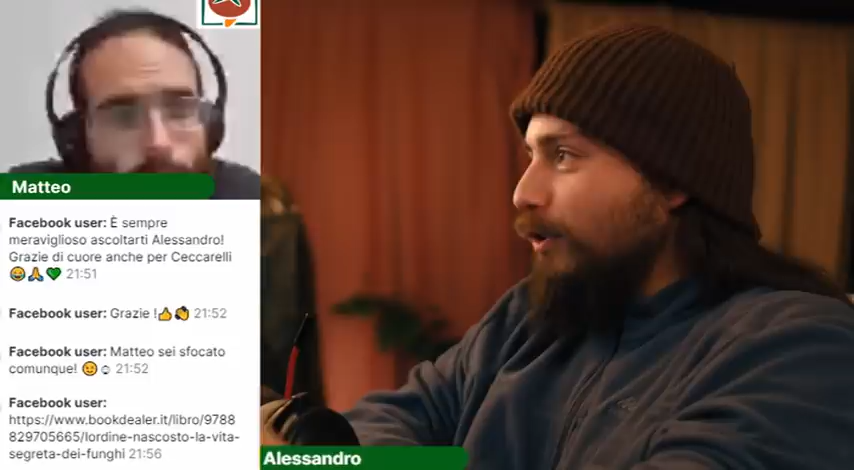 Matteo
Facebook user: È sempre
meraviglioso ascoltarti Alessandro!
Grazie di cuore anche per Ceccarelli
😂🙏💚 21:51
Facebook user: Grazie !👍👏 21:52
Facebook user: Matteo sei sfocato
comunque! 😉☺ 21:52
Facebook user:
https://www.bookdealer.it/libro/9788
829705665/lordine-nascosto-la-vita-
segreta-dei-funghi 21:56
Alessandro